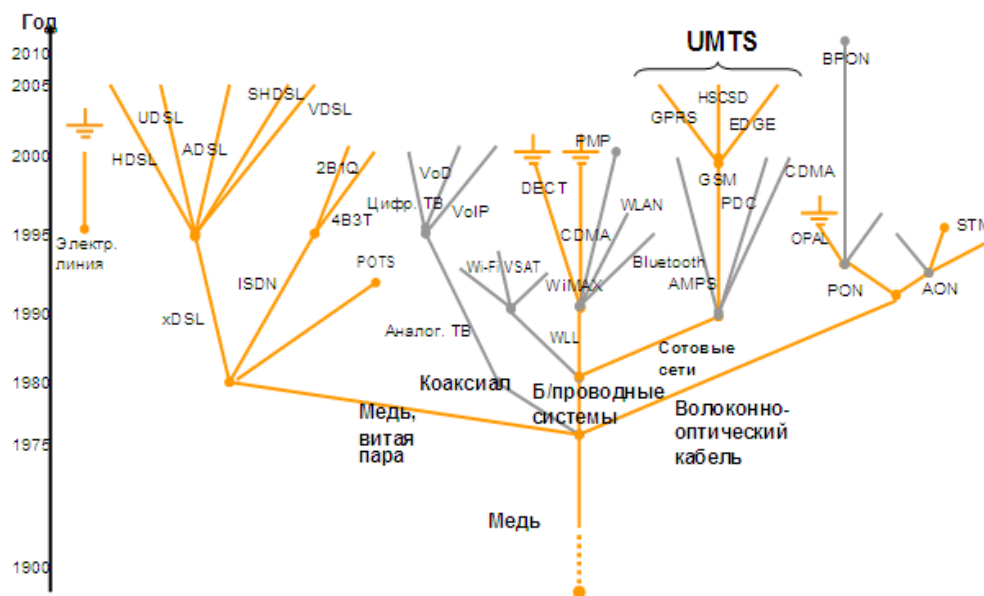 Год
2010
2005
2000
1995
1990
1980
1975
1900
UMTS
BPON
SHDSL
UDSL
VDSL
HSCSD
GPRS
EDGE
ADSL
HDSL
2B1Q
PMP
VoD
DECT
GSM
CDMA
Цифр. ТВ
VoIP
WLAN
PDC
4B3T
CDMA
OPAL
STM
Электр.
линия
POTS
Wi-Fi
VSAT
Bluetooth
ISDN
WiMAX
AMPS
PON
AON
xDSL
Аналог. ТВ
WLL
Сотовые
сети
Коаксиал
Б/проводные
системы
Медь,
витая
пара
Волоконно-
оптический
кабель
Медь